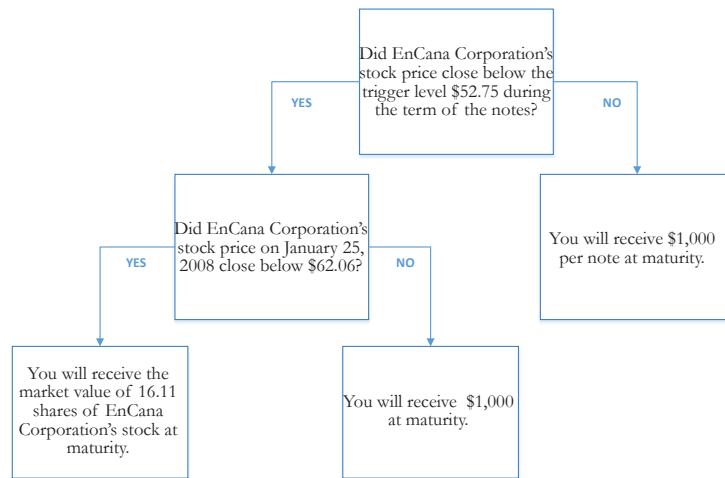 Did EnCana Corporation's
stock price close below the
trigger level $52.75 during
the term of the notes?
YES
NO
Did EnCana Corporation's
stock price on January 25,
2008 close below $62.06?
You will receive $1,000
per note at maturity.
YES
NO
You will receive the
market value of 16.11
shares of EnCana
Corporation's stock at
maturity.
You will receive $1,000
at maturity.